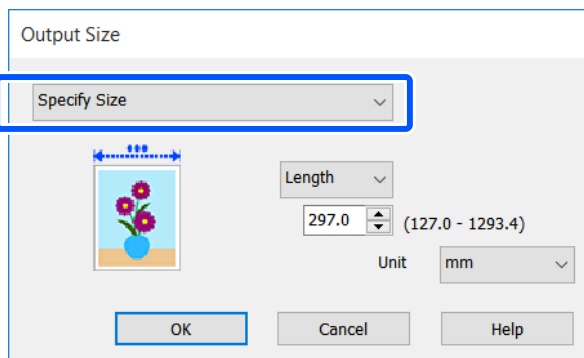 Output Size
Specify Size
Length
297.0 (127.0 - 1293.4)
Unit mm
OK Cancel Help